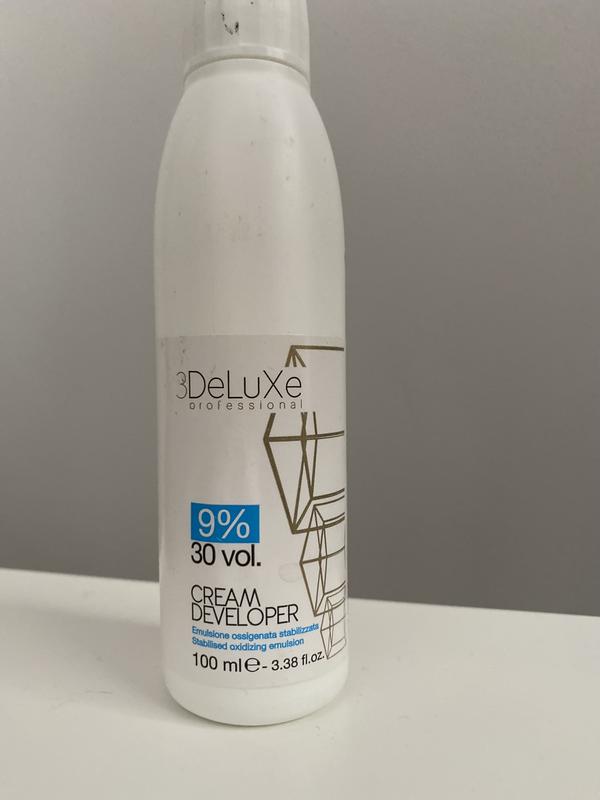 3DeLuXe
professional
9%
30 vol.
CREAM
DEVELOPER
Emulsione ossigenata stabilizzata
Stabilised oxidizing emulsion
100 ml ℮ - 3.38 fl.oz.